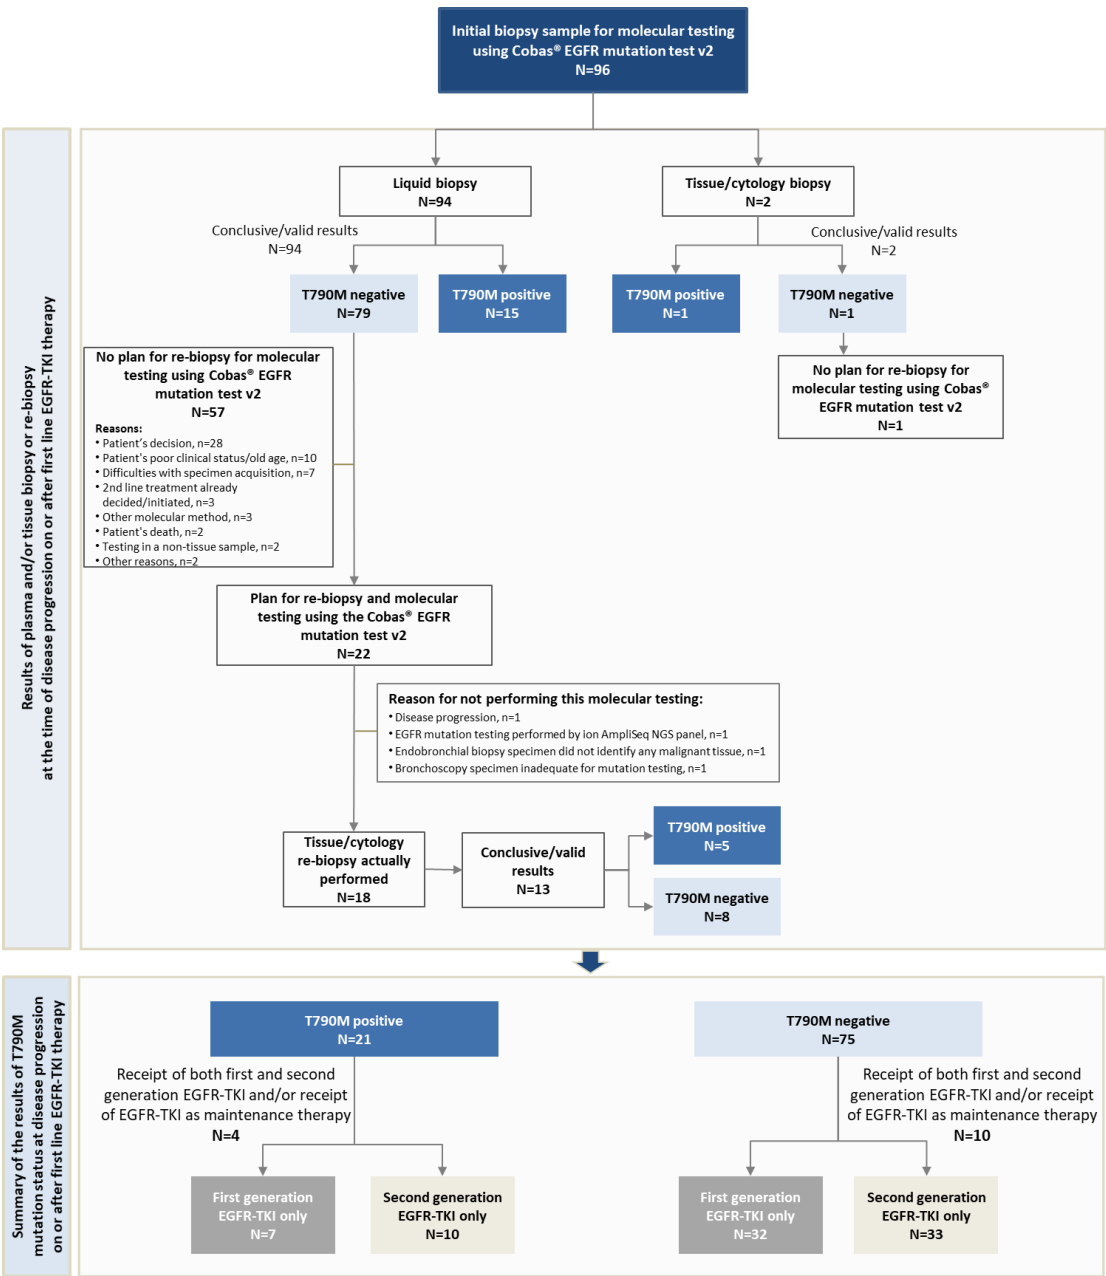 Initial biopsy sample for molecular testing
using Cobas® EGFR mutation test v2
N=96
Results of plasma and/or tissue biopsy or re-biopsy
at the time of disease progression on or after first line EGFR-TKI therapy
Liquid biopsy
N=94
Tissue/cytology biopsy
N=2
Conclusive/valid results
N=94
Conclusive/valid results
N=2
T790M negative
N=79
T790M positive
N=15
T790M positive
N=1
T790M negative
N=1
No plan for re-biopsy for molecular
testing using Cobas® EGFR
mutation test v2
N=57
Reasons:
• Patient's decision, n=28
• Patient's poor clinical status/old age, n=10
• Difficulties with specimen acquisition, n=7
• 2nd line treatment already
decided/initiated, n=3
• Other molecular method, n=3
• Patient's death, n=2
• Testing in a non-tissue sample, n=2
• Other reasons, n=2
No plan for re-biopsy for
molecular testing using Cobas®
EGFR mutation test v2
N=1
Plan for re-biopsy and molecular
testing using the Cobas® EGFR
mutation test v2
N=22
Reason for not performing this molecular testing:
• Disease progression, n=1
• EGFR mutation testing performed by ion AmpliSeq NGS panel, n=1
• Endobronchial biopsy specimen did not identify any malignant tissue, n=1
• Bronchoscopy specimen inadequate for mutation testing, n=1
Tissue/cytology
re-biopsy actually
performed
N=18
Conclusive/valid
results
N=13
T790M positive
N=5
T790M negative
N=8
Summary of the results of T790M
mutation status at disease progression
on or after first line EGFR-TKI therapy
T790M positive
N=21
T790M negative
N=75
Receipt of both first and second
generation EGFR-TKI and/or receipt
of EGFR-TKI as maintenance therapy
N=4
Receipt of both first and second
generation EGFR-TKI and/or receipt
of EGFR-TKI as maintenance therapy
N=10
First generation
EGFR-TKI only
N=7
Second generation
EGFR-TKI only
N=10
First generation
EGFR-TKI only
N=32
Second generation
EGFR-TKI only
N=33